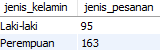 jenis_kelamin jenis_pesanan
Laki-laki 95
Perempuan 163